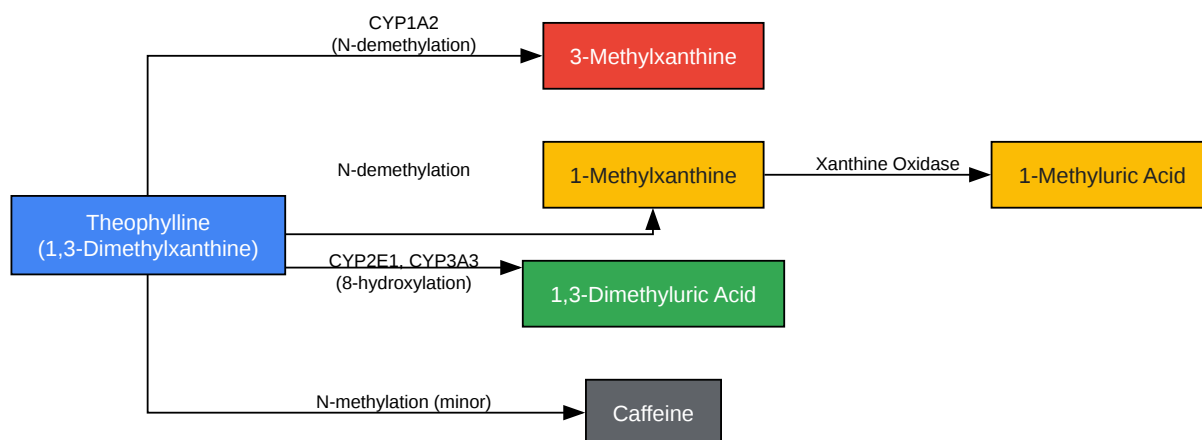 CYP1A2
(N-demethylation)
3-Methylxanthine
N-demethylation
1-Methylxanthine
Xanthine Oxidase
1-Methyluric Acid
Theophylline
(1,3-Dimethylxanthine)
CYP2E1, CYP3A3
(8-hydroxylation)
1,3-Dimethyluric Acid
N-methylation (minor)
Caffeine